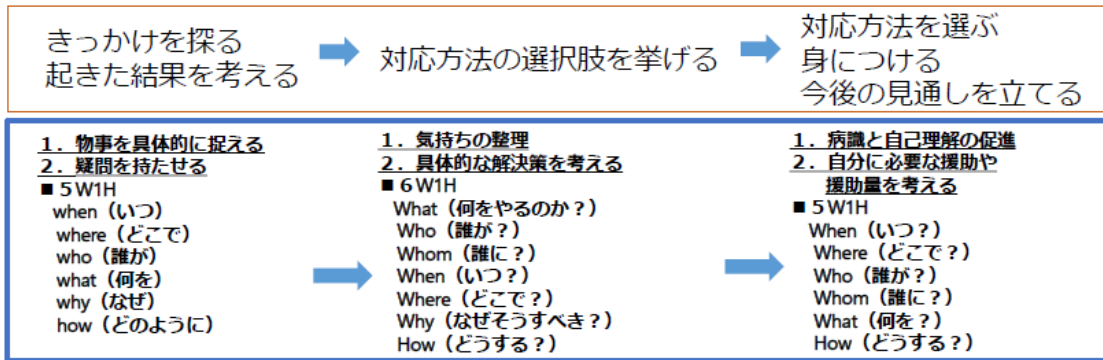 きっかけを探る
起きた結果を考える
対応方法の選択肢を挙げる
対応方法を選ぶ
身につける
今後の見通しを立てる
１．物事を具体的に捉える
２．疑問を持たせる
■５W1H
when（いつ）
where（どこで）
who（誰が）
what（何を）
why（なぜ）
how（どのように）
１．気持ちの整理
２．具体的な解決策を考える
■６W1H
What（何をやるのか？）
Who（誰が？）
Whom（誰に？）
When（いつ？）
Where（どこで？）
Why（なぜそうすべき？）
How（どうする？）
１．病識と自己理解の促進
２．自分に必要な援助や
援助量を考える
■５W1H
When（いつ？）
Where（どこで？）
Who（誰が？）
Whom（誰に？）
What（何を？）
How（どうする？）